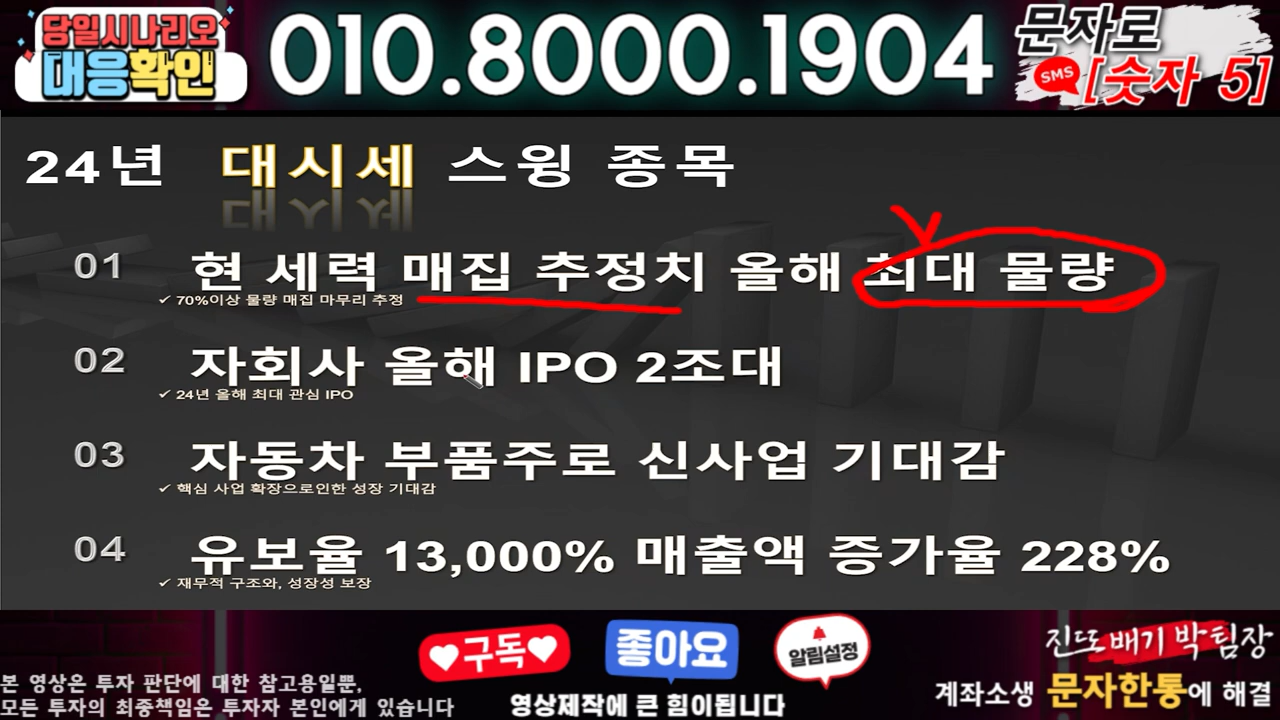 당일시나리오
대응확인
010.8000.1904
문자로
SMS [숫자 5]
24년 대시세 스윙 종목
01 현 세력 매집 추정치 올해 최대 물량
✓ 70%이상 물량 매집 마무리 추정
02 자회사 올해 IPO 2조대
✓ 24년 올해 최대 관심 IPO
03 자동차 부품주로 신사업 기대감
✓ 핵심 사업 확장으로인한 성장 기대감
04 유보율 13,000% 매출액 증가율 228%
✓ 재무적 구조와, 성장성 보장
구독
좋아요
알림설정
영상제작에 큰 힘이됩니다
본 영상은 투자 판단에 대한 참고용일뿐,
모든 투자의 최종책임은 투자자 본인에게 있습니다
진또배기 박팀장
계좌소생 문자한통에 해결